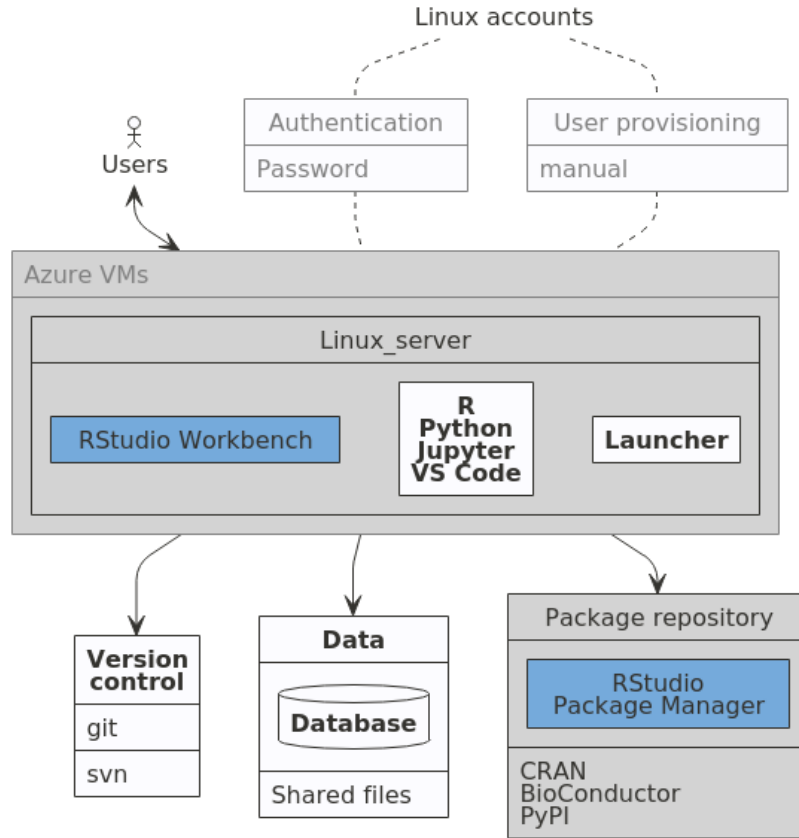 Linux accounts
Authentication
Password
User provisioning
manual
Users
Azure VMs
Linux_server
RStudio Workbench
R
Python
Jupyter
VS Code
Launcher
Version
control
git
svn
Data
Database
Shared files
Package repository
RStudio
Package Manager
CRAN
BioConductor
PyPI